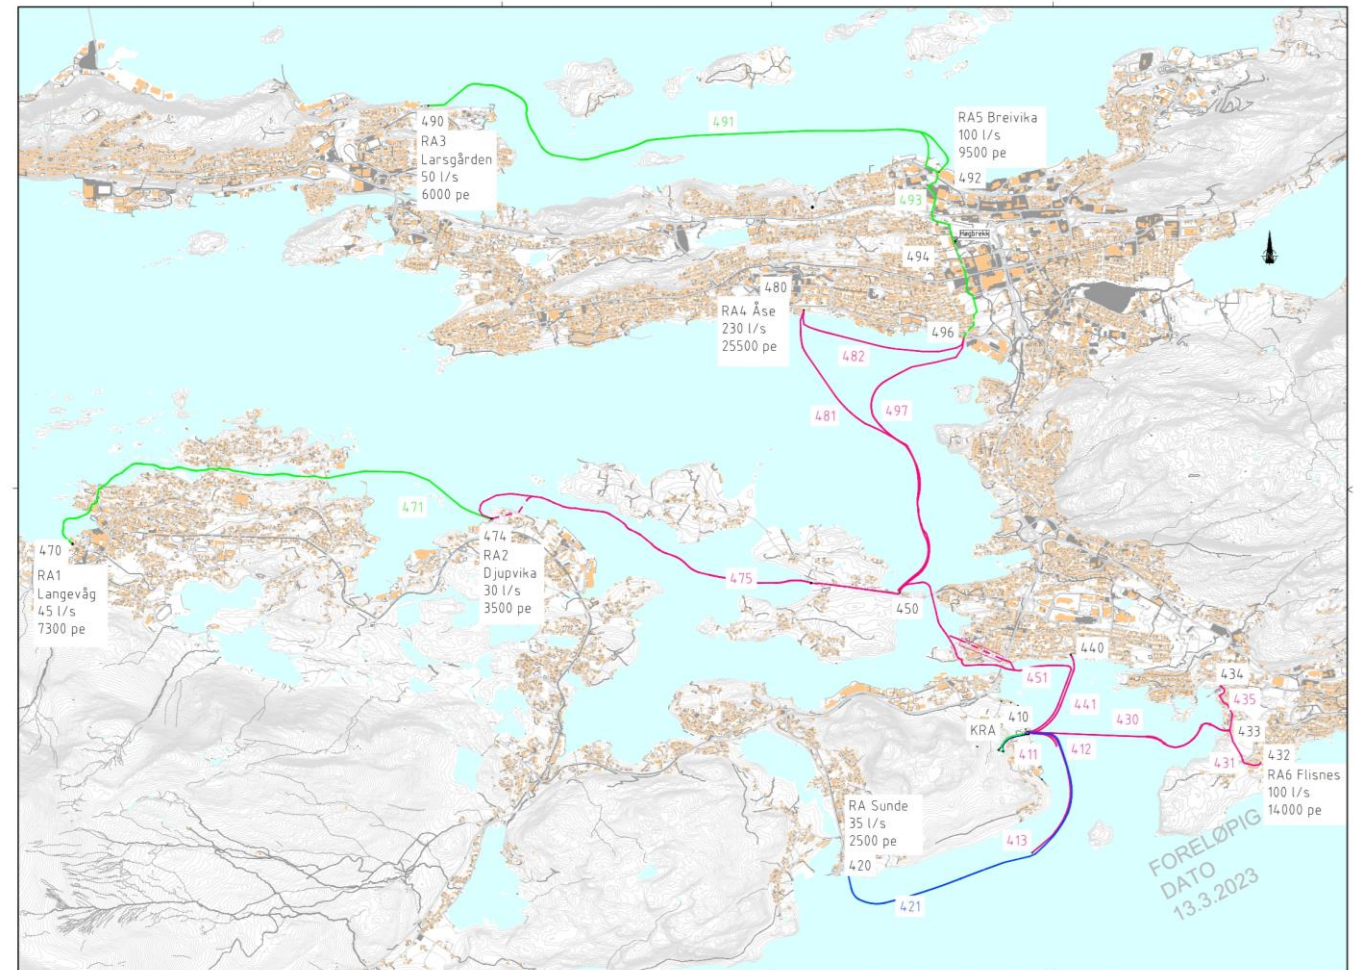 491
490
RA3
Larsgården
50 l/s
6000 pe
RA5 Breivika
100 l/s
9500 pe
492
493
Høgbrekk
494
480
RA4 Åse
230 l/s
25500 pe
496
482
481
497
471
470
RA1
Langevåg
45 l/s
7300 pe
474
RA2
Djupvika
30 l/s
3500 pe
475
450
440
451
434
435
441
430
433
410
KRA
411
412
431
432
RA6 Flisnes
100 l/s
14000 pe
RA Sunde
35 l/s
2500 pe
413
420
421
FORELØPIG
DATO
13.3.2023